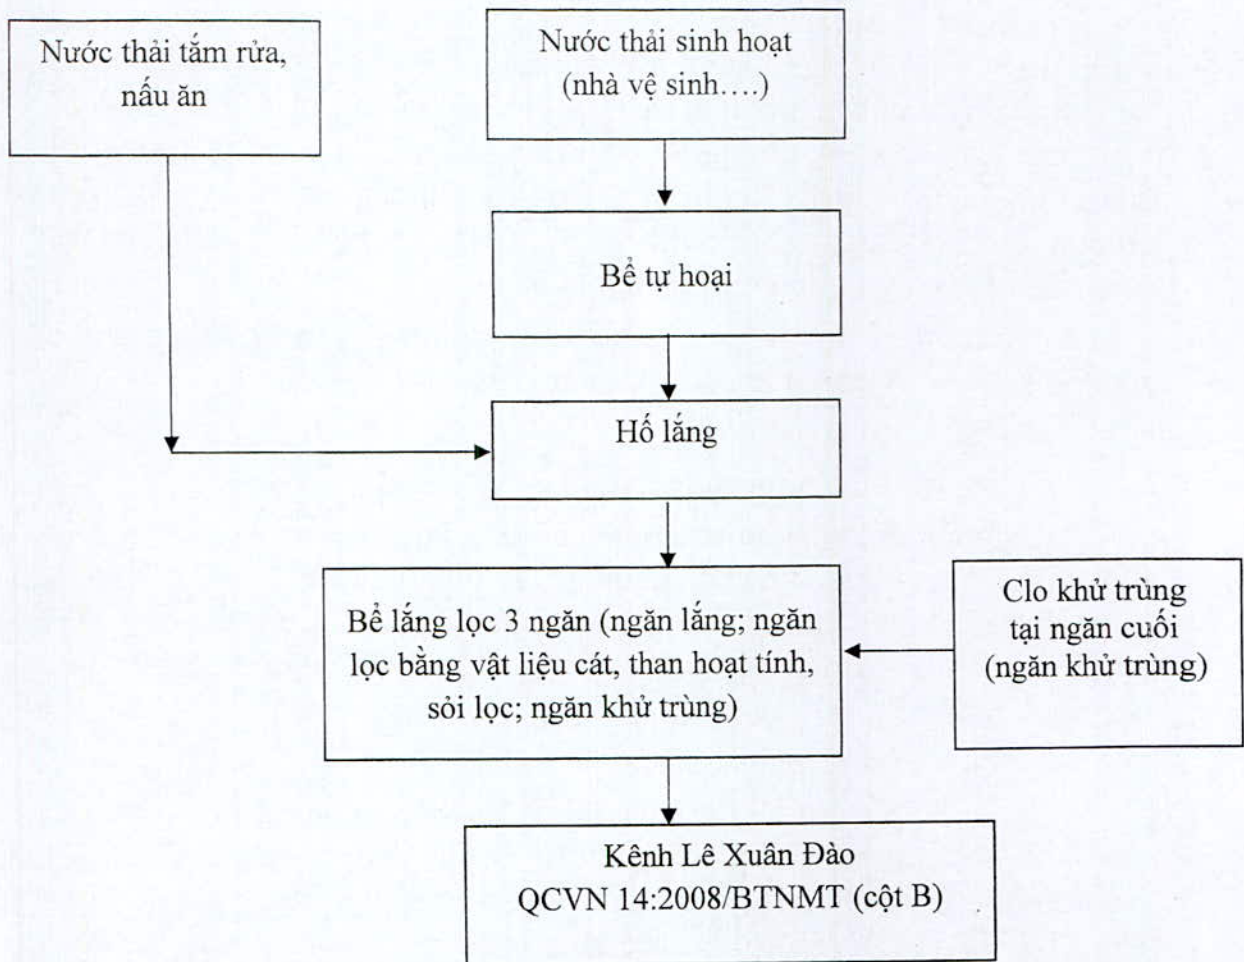 Nước thải tắm rửa,
nấu ăn
Nước thải sinh hoạt
(nhà vệ sinh….)
Bể tự hoại
Hố lắng
Bể lắng lọc 3 ngăn (ngăn lắng; ngăn
lọc bằng vật liệu cát, than hoạt tính,
sỏi lọc; ngăn khử trùng)
Clo khử trùng
tại ngăn cuối
(ngăn khử trùng)
Kênh Lê Xuân Đào
QCVN 14:2008/BTNMT (cột B)